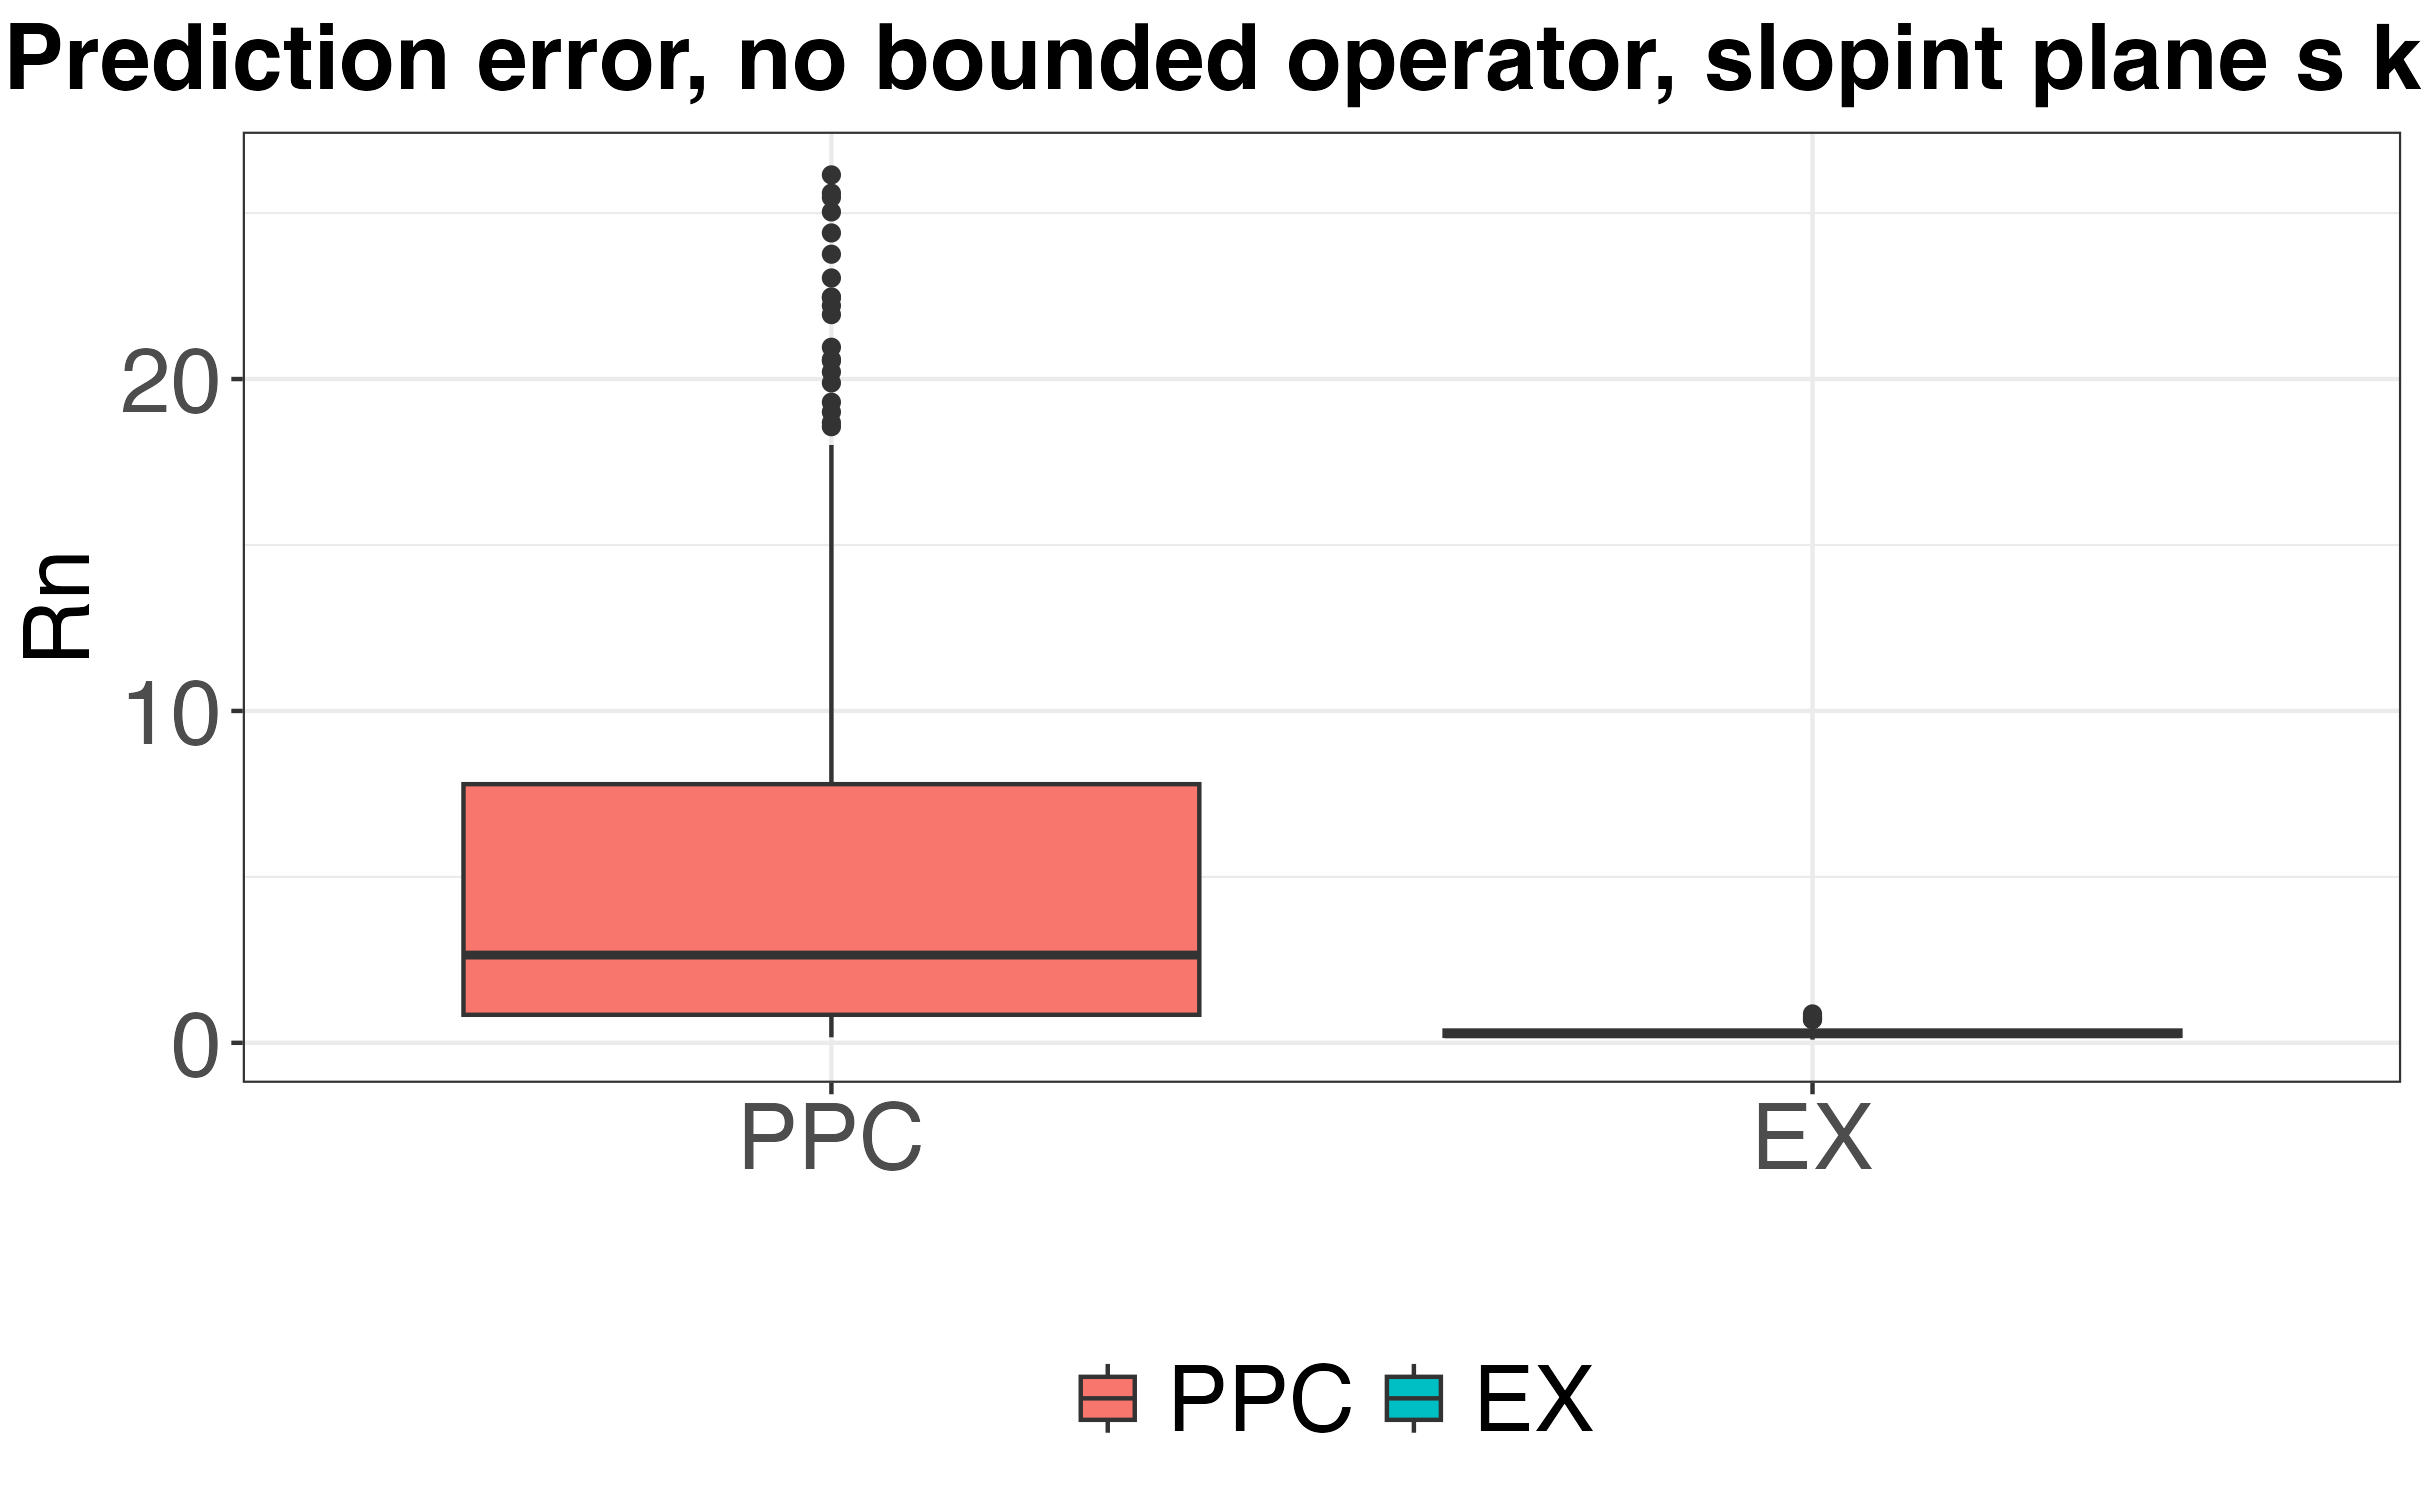 Prediction error, no bounded operator, slopint plane s k
Rn
20
10
0
PPC EX
PPC EX